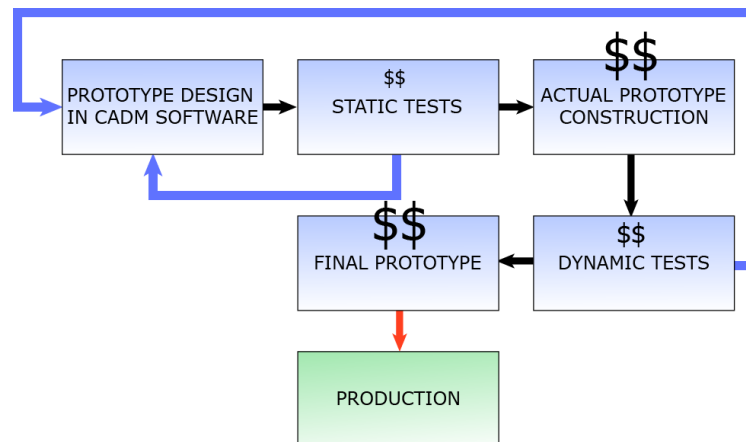 PROTOTYPE DESIGN
IN CADM SOFTWARE
$$
STATIC TESTS
$$
ACTUAL PROTOTYPE
CONSTRUCTION
$$
FINAL PROTOTYPE
$$
DYNAMIC TESTS
PRODUCTION